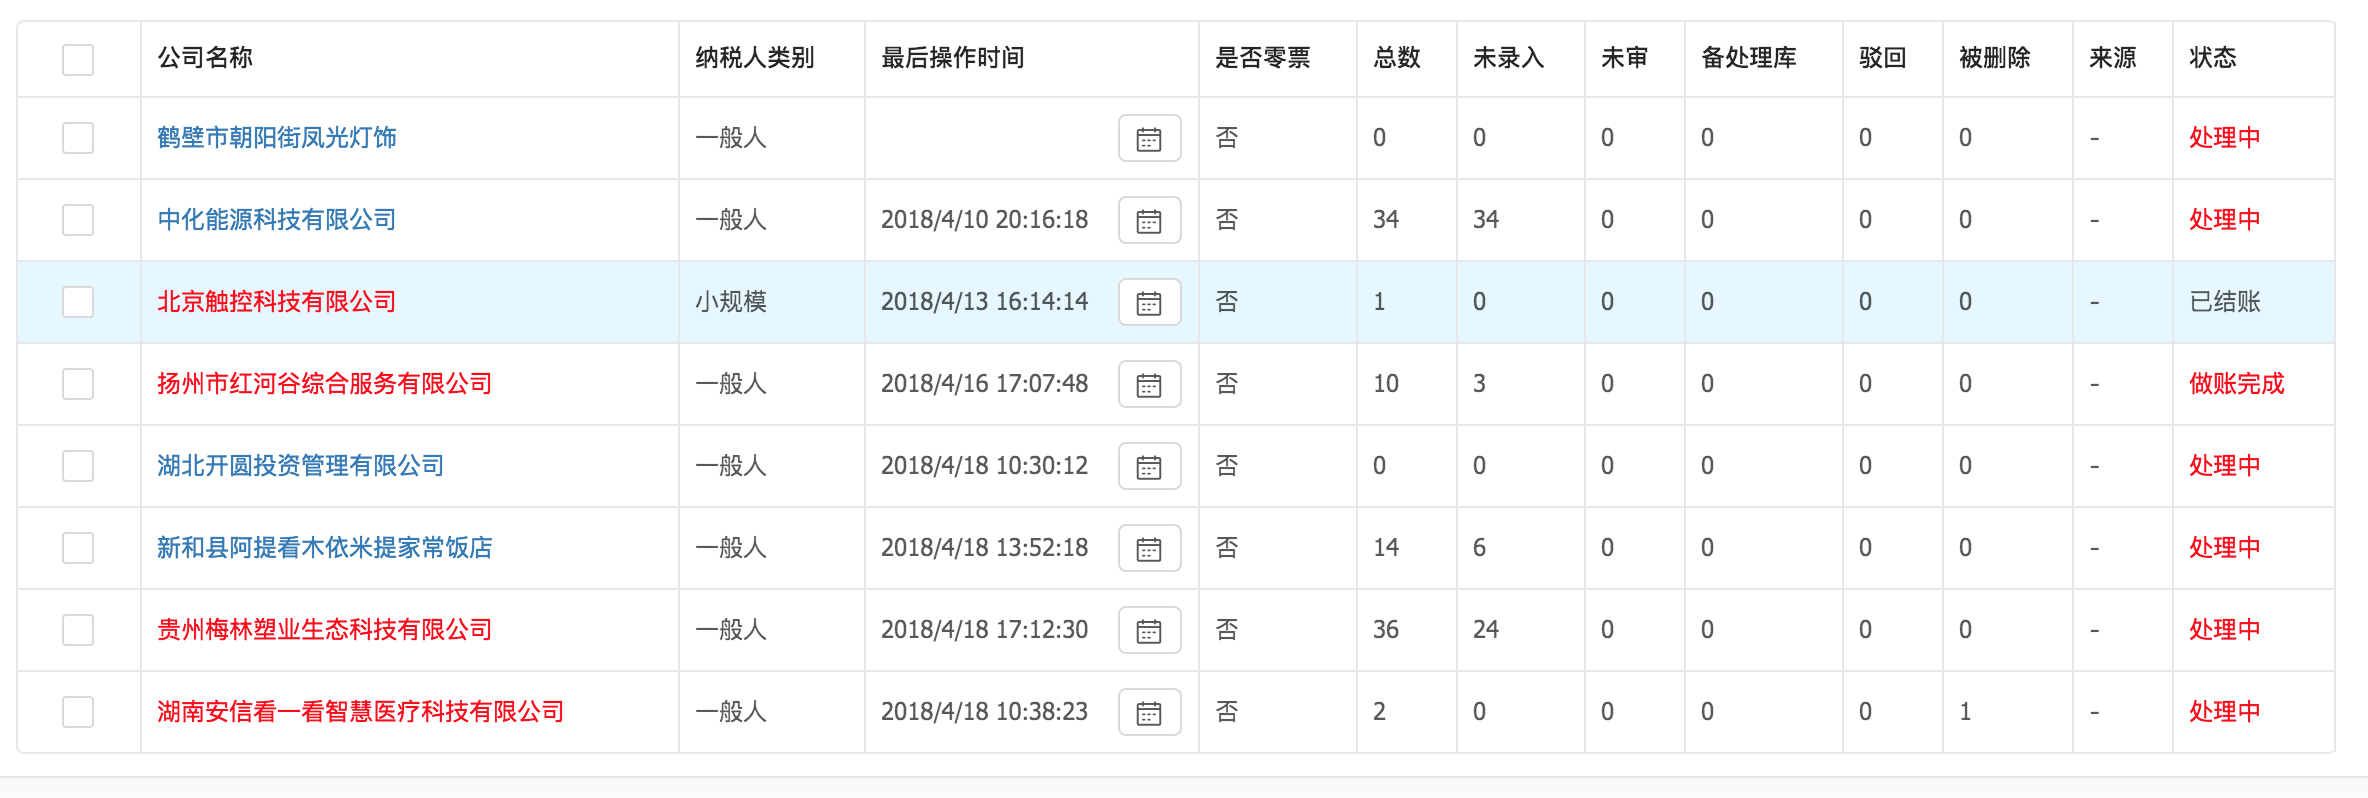 公司名称 纳税人类别 最后操作时间 是否零票 总数 未录入 未审 备处理库 驳回 被删除 来源 状态
鹤壁市朝阳街凤光灯饰 一般人 否 0 0 0 0 0 0 - 处理中
中化能源科技有限公司 一般人 2018/4/10 20:16:18 否 34 34 0 0 0 0 - 处理中
北京触控科技有限公司 小规模 2018/4/13 16:14:14 否 1 0 0 0 0 0 - 已结账
扬州市红河谷综合服务有限公司 一般人 2018/4/16 17:07:48 否 10 3 0 0 0 0 - 做账完成
湖北开圆投资管理有限公司 一般人 2018/4/18 10:30:12 否 0 0 0 0 0 0 - 处理中
新和县阿提看木依米提家常饭店 一般人 2018/4/18 13:52:18 否 14 6 0 0 0 0 - 处理中
贵州梅林塑业生态科技有限公司 一般人 2018/4/18 17:12:30 否 36 24 0 0 0 0 - 处理中
湖南安信看一看智慧医疗科技有限公司 一般人 2018/4/18 10:38:23 否 2 0 0 0 0 1 - 处理中